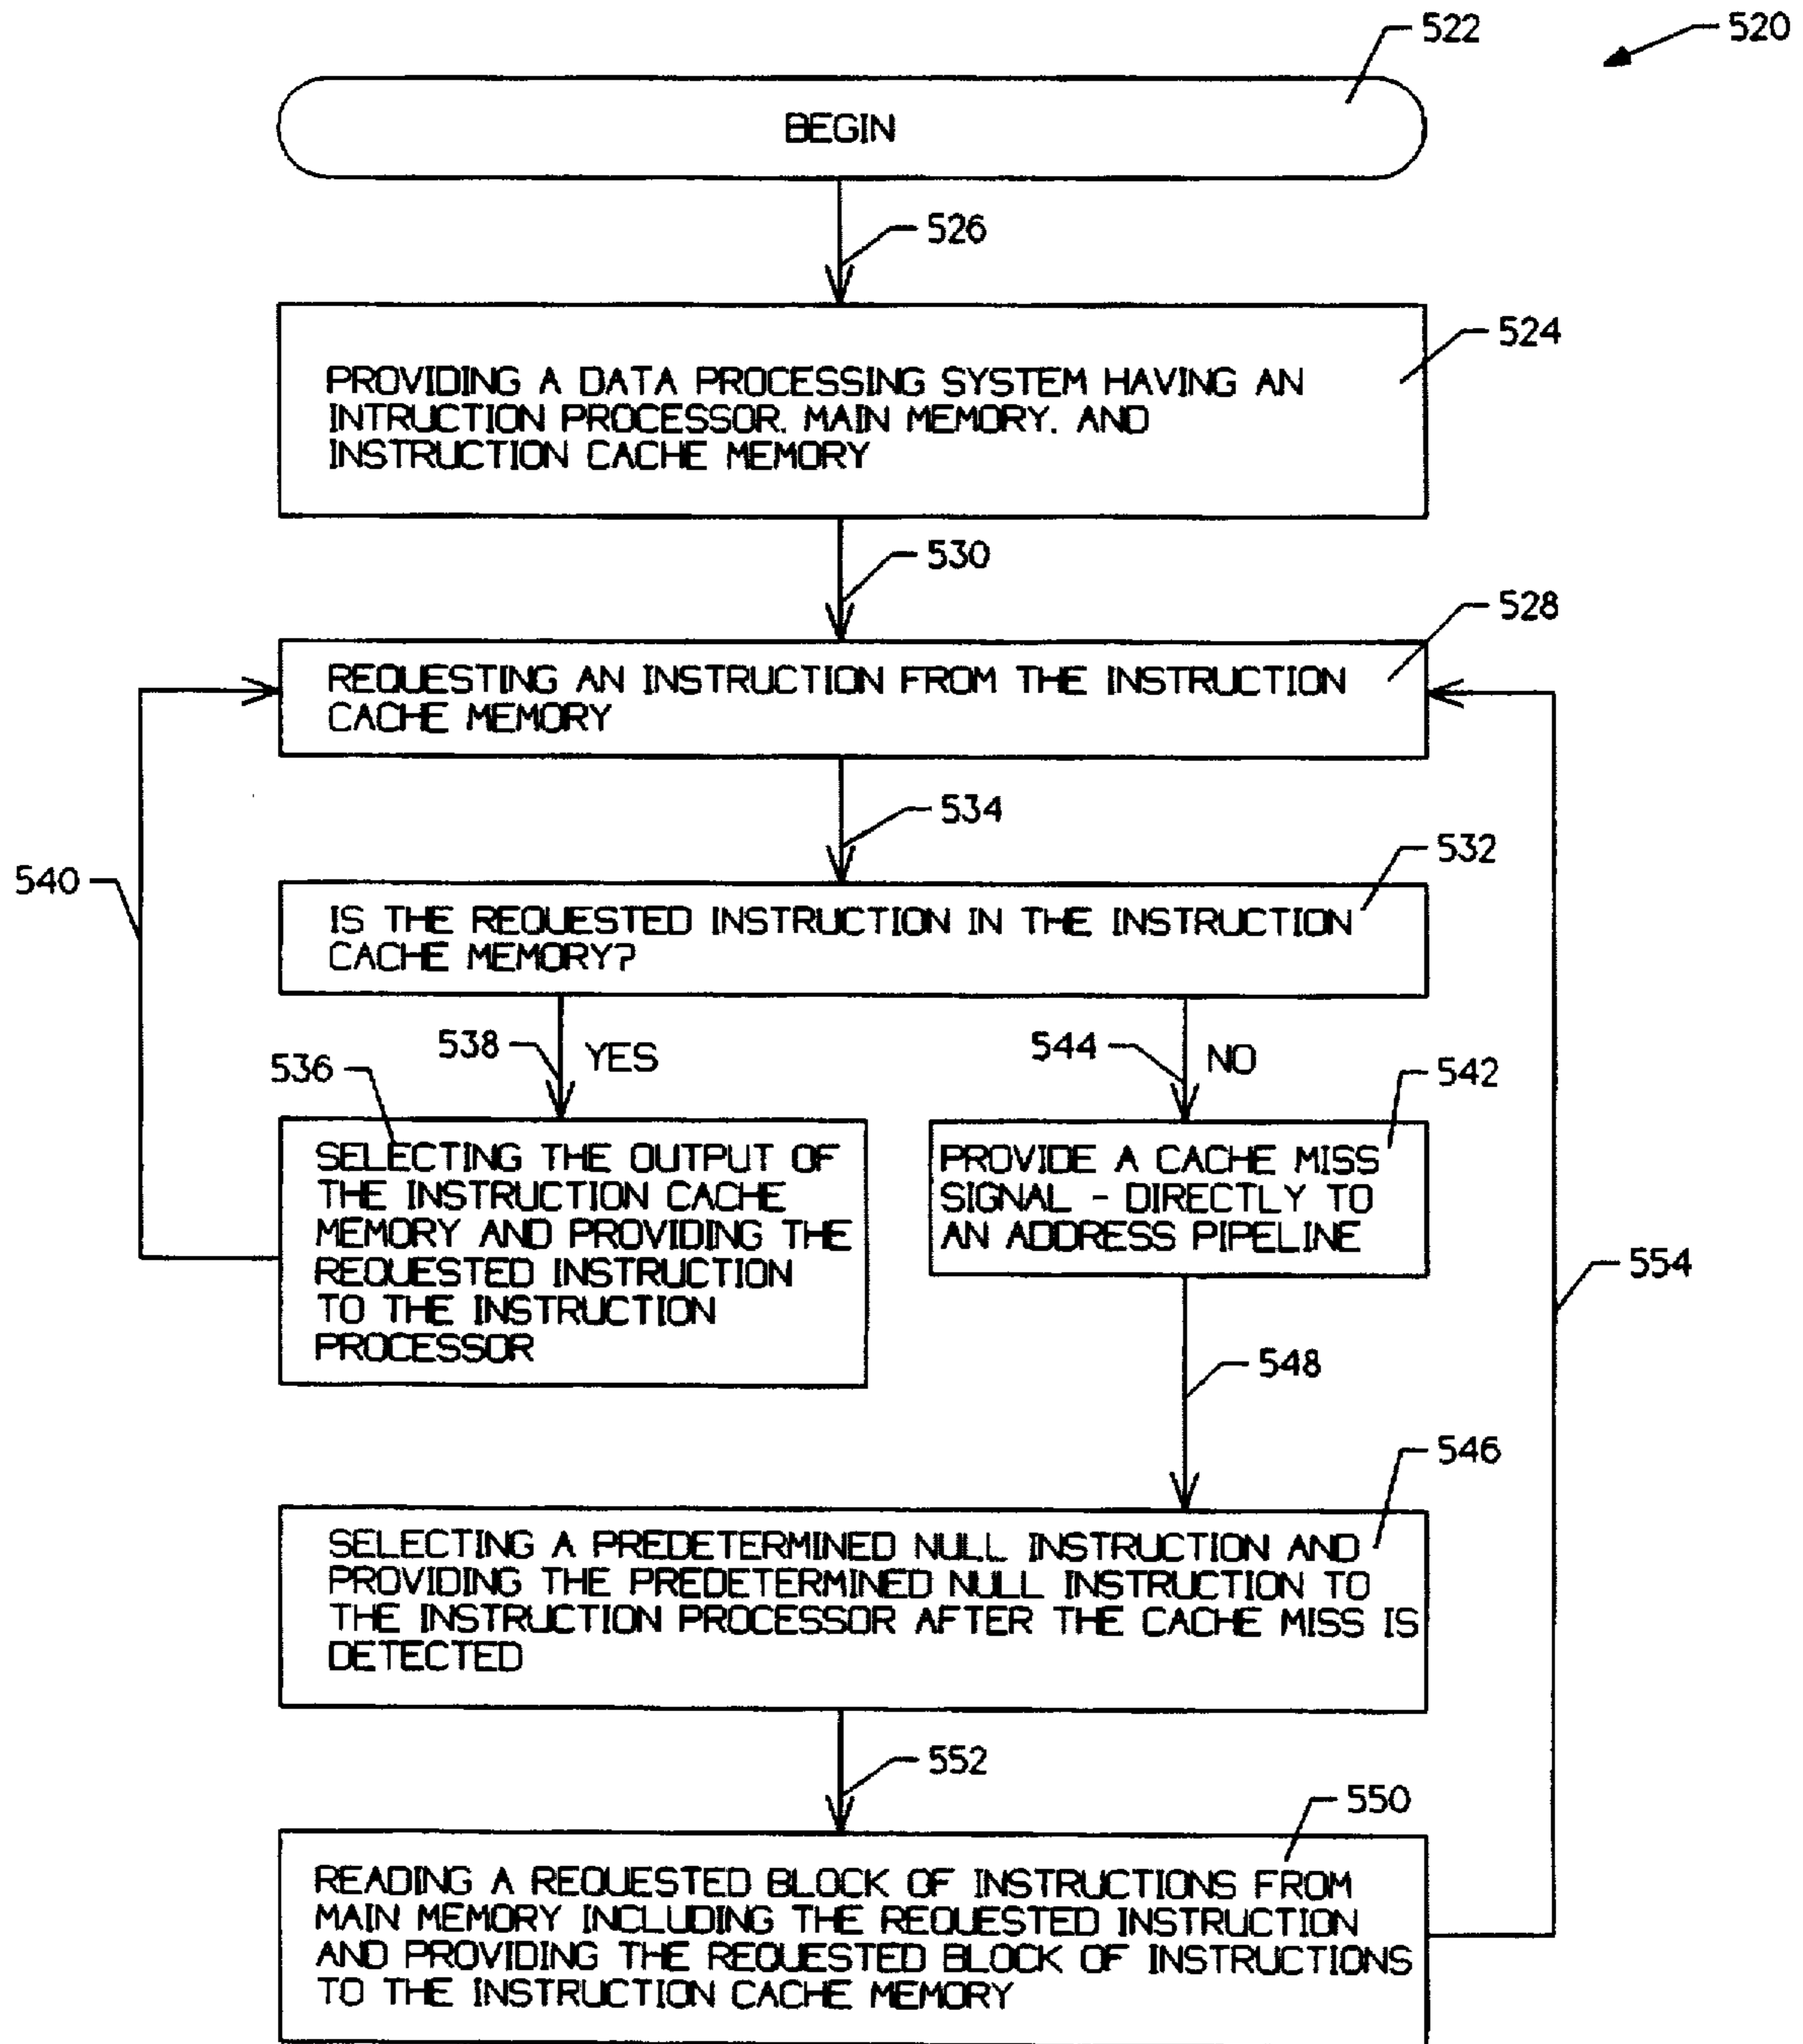 522
520
BEGIN
526
524
PROVIDING A DATA PROCESSING SYSTEM HAVING AN
INTRUCTION PROCESSOR. MAIN MEMORY. AND
INSTRUCTION CACHE MEMORY
530
528
REQUESTING AN INSTRUCTION FROM THE INSTRUCTION
CACHE MEMORY
534
532
540
IS THE REQUESTED INSTRUCTION IN THE INSTRUCTION
CACHE MEMORY?
538
YES
544
NO
536
542
SELECTING THE OUTPUT OF
THE INSTRUCTION CACHE
MEMORY AND PROVIDING THE
REQUESTED INSTRUCTION
TO THE INSTRUCTION
PROCESSOR
PROVIDE A CACHE MISS
SIGNAL - DIRECTLY TO
AN ADDRESS PIPELINE
554
548
546
SELECTING A PREDETERMINED NULL INSTRUCTION AND
PROVIDING THE PREDETERMINED NULL INSTRUCTION TO
THE INSTRUCTION PROCESSOR AFTER THE CACHE MISS IS
DETECTED
552
550
READING A REQUESTED BLOCK OF INSTRUCTIONS FROM
MAIN MEMORY INCLUDING THE REQUESTED INSTRUCTION
AND PROVIDING THE REQUESTED BLOCK OF INSTRUCTIONS
TO THE INSTRUCTION CACHE MEMORY